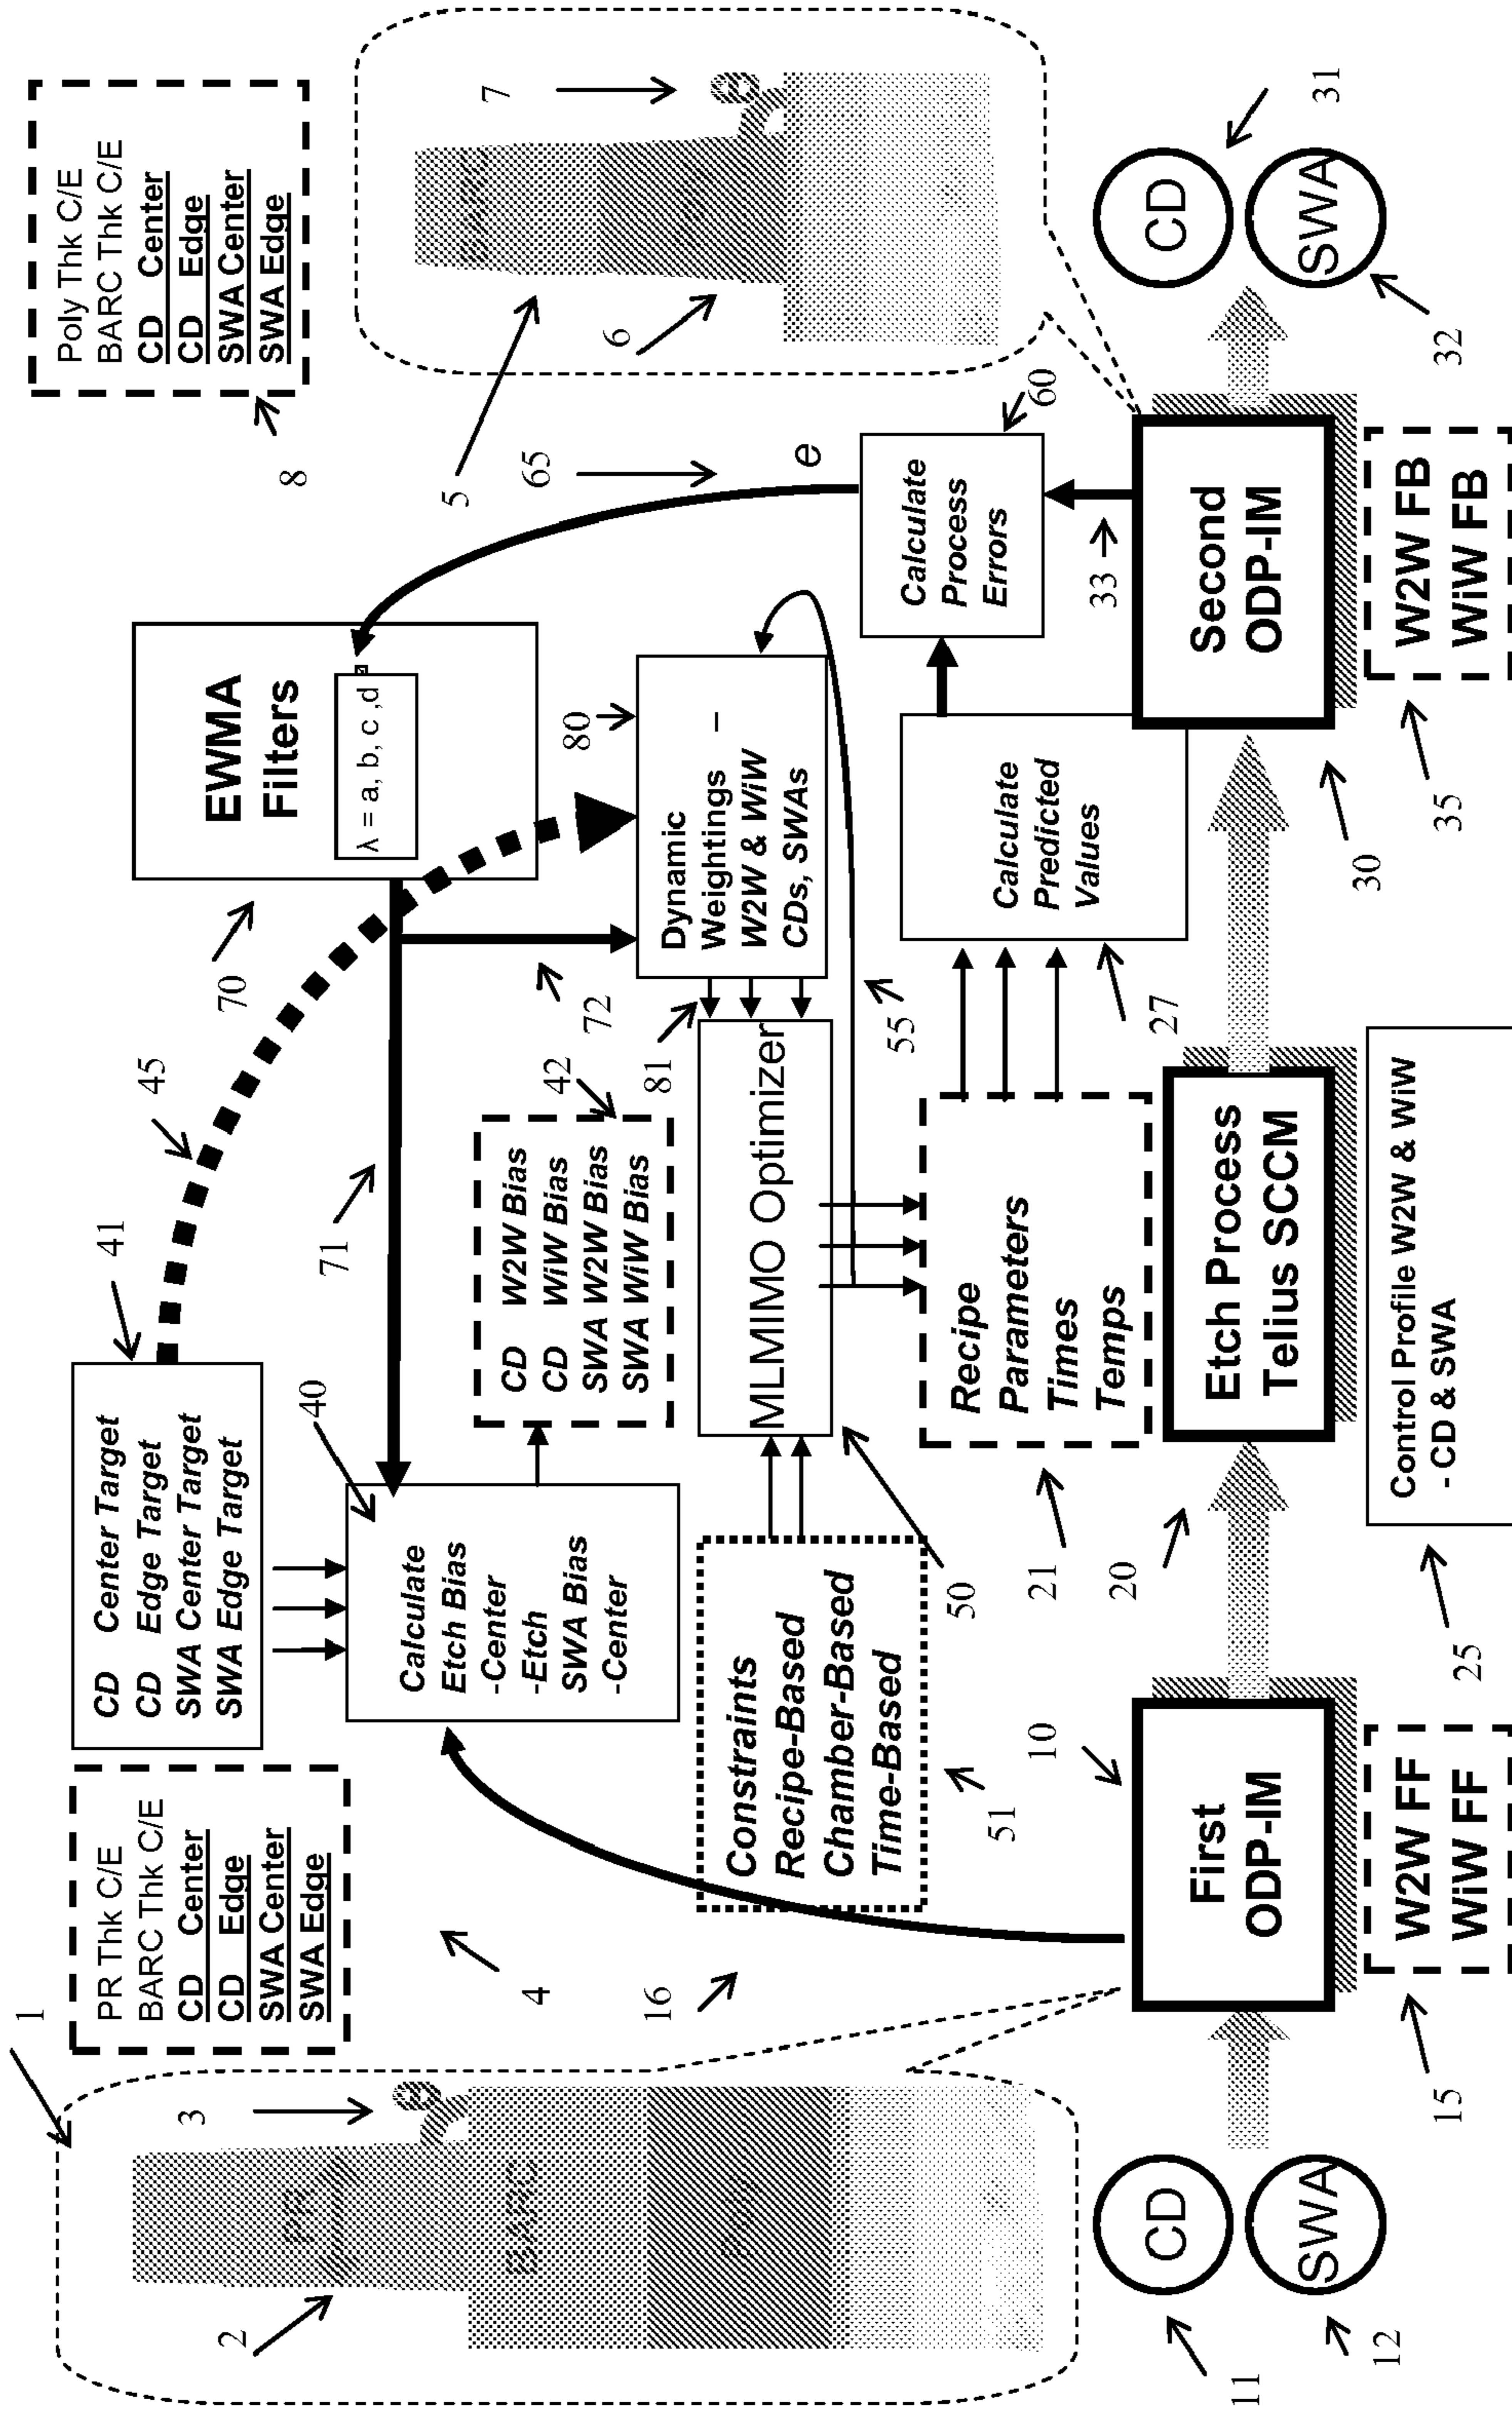 1
2
PR
3
BARC
PR Thk C/E
BARC Thk C/E
CD Center
CD Edge
SWA Center
SWA Edge
4
CD Center Target
CD Edge Target
SWA Center Target
SWA Edge Target
41
45
40
Calculate
Etch Bias
-Center
-Etch
SWA Bias
-Center
71
70
EWMA
Filters
λ = a, b, c ,d
72
CD W2W Bias
CD WiW Bias
SWA W2W Bias
SWA WiW Bias
42
81
80
Dynamic
Weightings –
W2W & WiW
CDs, SWAs
MLMIMO Optimizer
50
55
Constraints
Recipe-Based
Chamber-Based
Time-Based
51
16
Recipe
Parameters
Times
Temps
21
Calculate
Predicted
Values
27
Calculate
Process
Errors
60
e
65
33
Poly Thk C/E
BARC Thk C/E
CD Center
CD Edge
SWA Center
SWA Edge
8
5
6
7
CD
11
SWA
12
First
ODP-IM
10
W2W FF
WiW FF
15
20
Etch Process
Telius SCCM
Control Profile W2W & WiW
- CD & SWA
25
Second
ODP-IM
30
W2W FB
WiW FB
35
CD
31
SWA
32